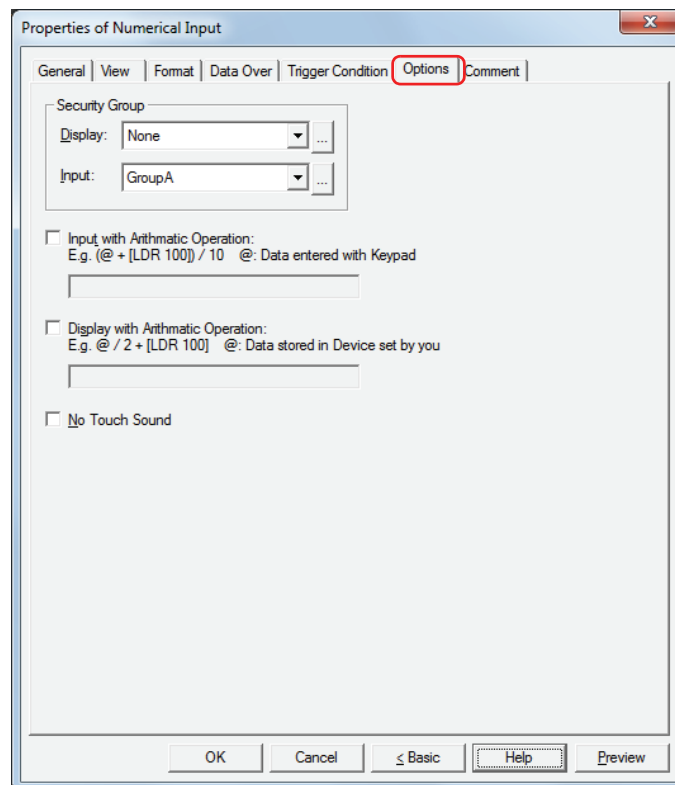 Properties of Numerical Input
General View Format Data Over Trigger Condition Options Comment
Security Group
Display: None ...
Input: GroupA ...
Input with Arithmatic Operation:
E.g. (@ + [LDR 100]) / 10 @: Data entered with Keypad
Display with Arithmatic Operation:
E.g. @ / 2 + [LDR 100] @: Data stored in Device set by you
No Touch Sound
OK Cancel < Basic Help Preview